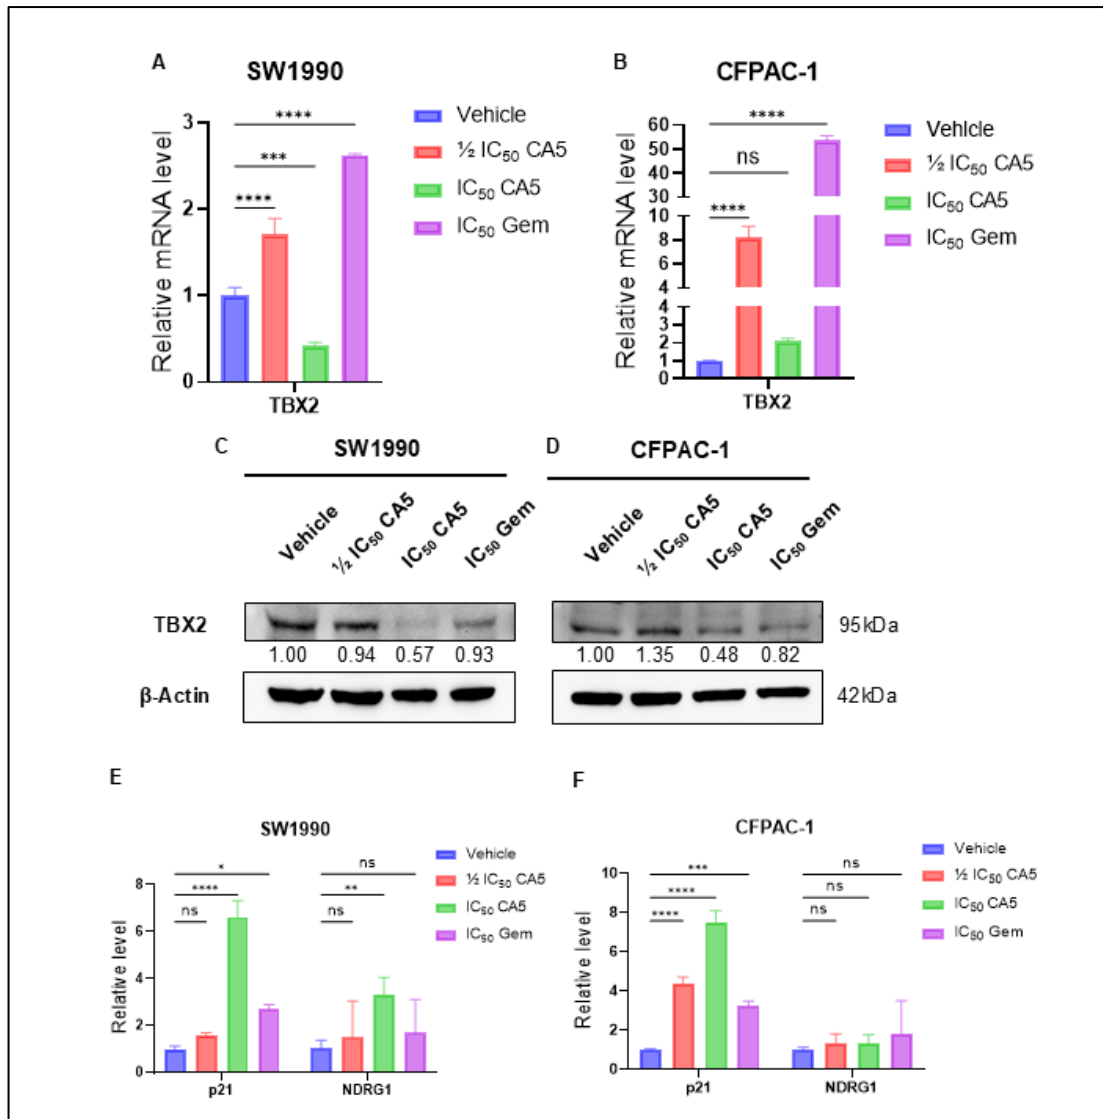 A
SW1990
Relative mRNA level
3
2
1
0
****
***
****
TBX2
Vehicle
½ IC₅₀ CA5
IC₅₀ CA5
IC₅₀ Gem
B
CFPAC-1
Relative mRNA level
60
50
40
30
10
8
6
4
4
3
2
1
0
****
ns
****
TBX2
Vehicle
½ IC₅₀ CA5
IC₅₀ CA5
IC₅₀ Gem
C
SW1990
Vehicle
½ IC₅₀ CA5
IC₅₀ CA5
IC₅₀ Gem
D
CFPAC-1
Vehicle
½ IC₅₀ CA5
IC₅₀ CA5
IC₅₀ Gem
TBX2
95kDa
1.00 0.94 0.57 0.93
1.00 1.35 0.48 0.82
β-Actin
42kDa
E
SW1990
Relative level
8
6
4
2
0
*
****
ns
ns
**
ns
p21
NDRG1
Vehicle
½ IC₅₀ CA5
IC₅₀ CA5
IC₅₀ Gem
F
CFPAC-1
Relative level
10
8
6
4
2
0
***
****
****
ns
ns
ns
p21
NDRG1
Vehicle
½ IC₅₀ CA5
IC₅₀ CA5
IC₅₀ Gem